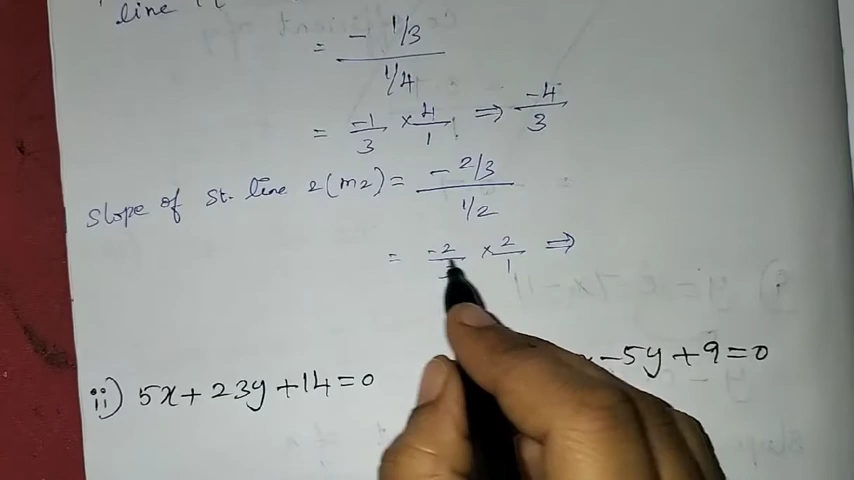 line
= - 1/3 / 1/4
= -1/3 × 4/1 ⇒ -4/3
Slope of St. line 2 (m2) = - 2/3 / 1/2
= -2/ × 2/1 ⇒
ii) 5x + 23y + 14 = 0
- 5y + 9 = 0